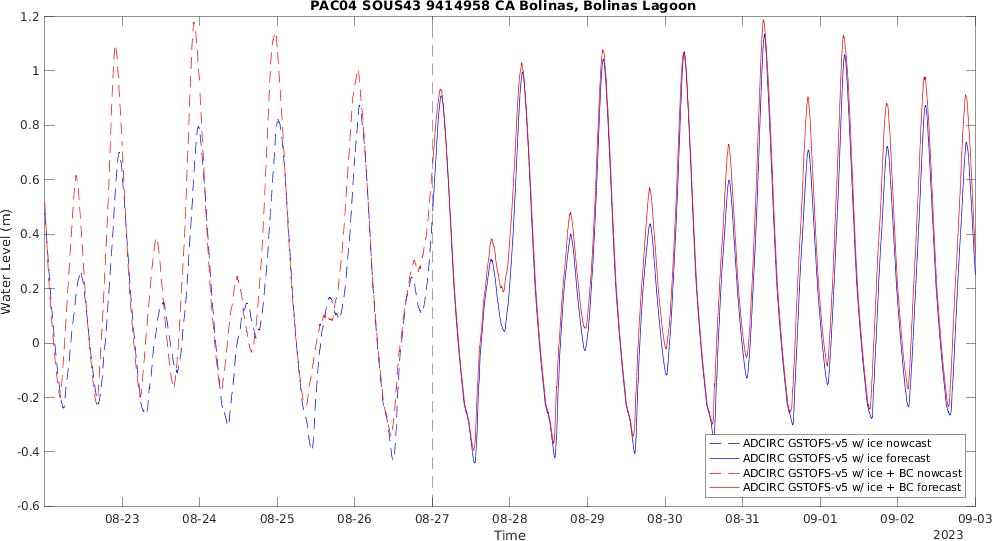 PAC04 SOUS43 9414958 CA Bolinas, Bolinas Lagoon
Water Level (m)
1.2
1
0.8
0.6
0.4
0.2
0
-0.2
-0.4
-0.6
ADCIRC GSTOFS-v5 w/ ice nowcast
ADCIRC GSTOFS-v5 w/ ice forecast
ADCIRC GSTOFS-v5 w/ ice + BC nowcast
ADCIRC GSTOFS-v5 w/ ice + BC forecast
08-23 08-24 08-25 08-26 08-27 08-28 08-29 08-30 08-31 09-01 09-02 09-03
Time
2023